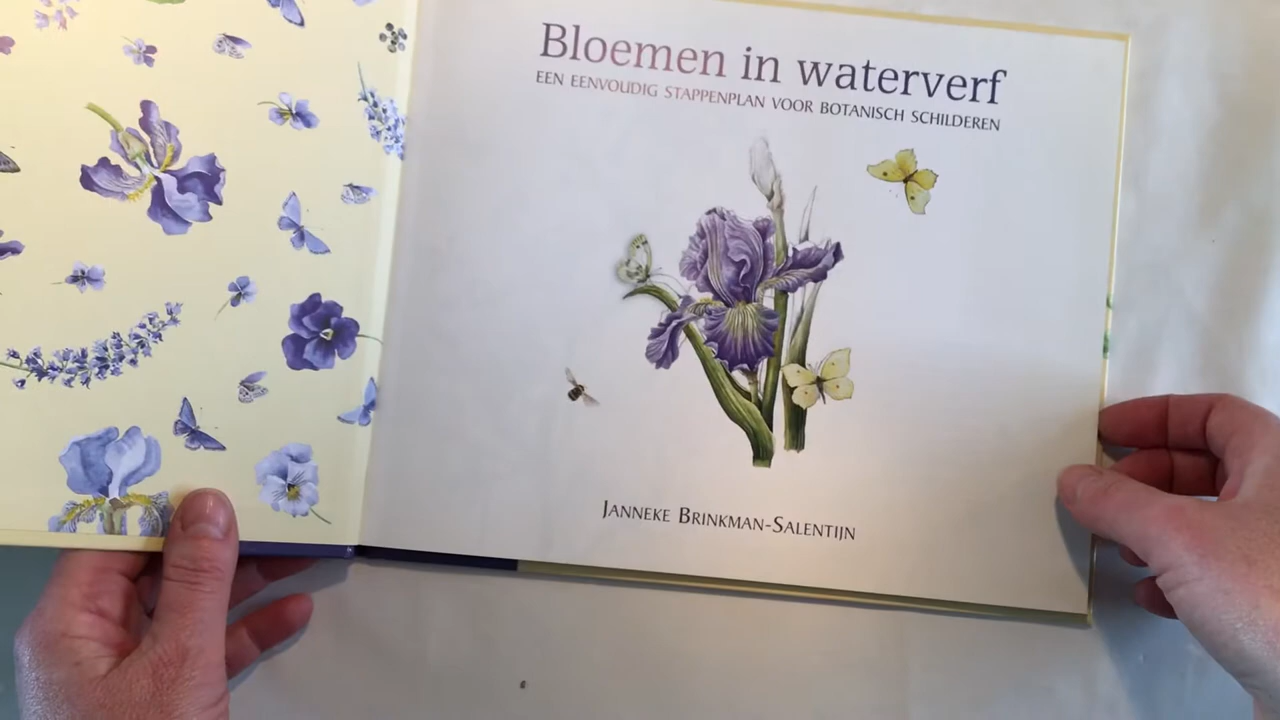 Bloemen in waterverf
EEN EENVOUDIG STAPPENPLAN VOOR BOTANISCH SCHILDEREN
JANNEKE BRINKMAN-SALENTIJN